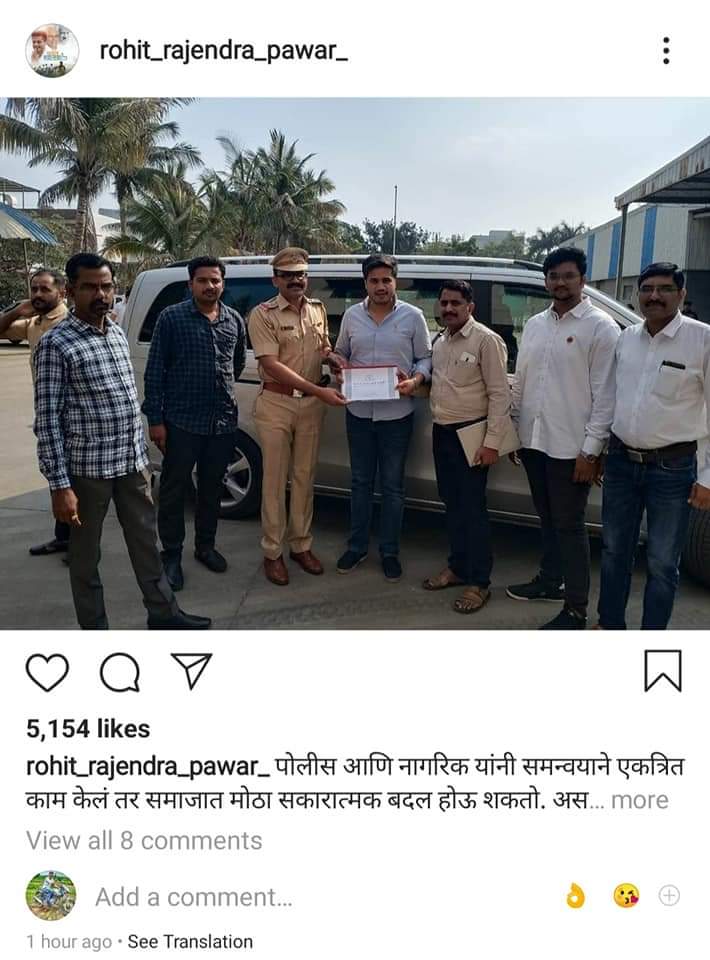 rohit_rajendra_pawar_
5,154 likes
rohit_rajendra_pawar_ पोलीस आणि नागरिक यांनी समन्वयाने एकत्रित
काम केलं तर समाजात मोठा सकारात्मक बदल होऊ शकतो. अस... more
View all 8 comments
Add a comment...
1 hour ago • See Translation